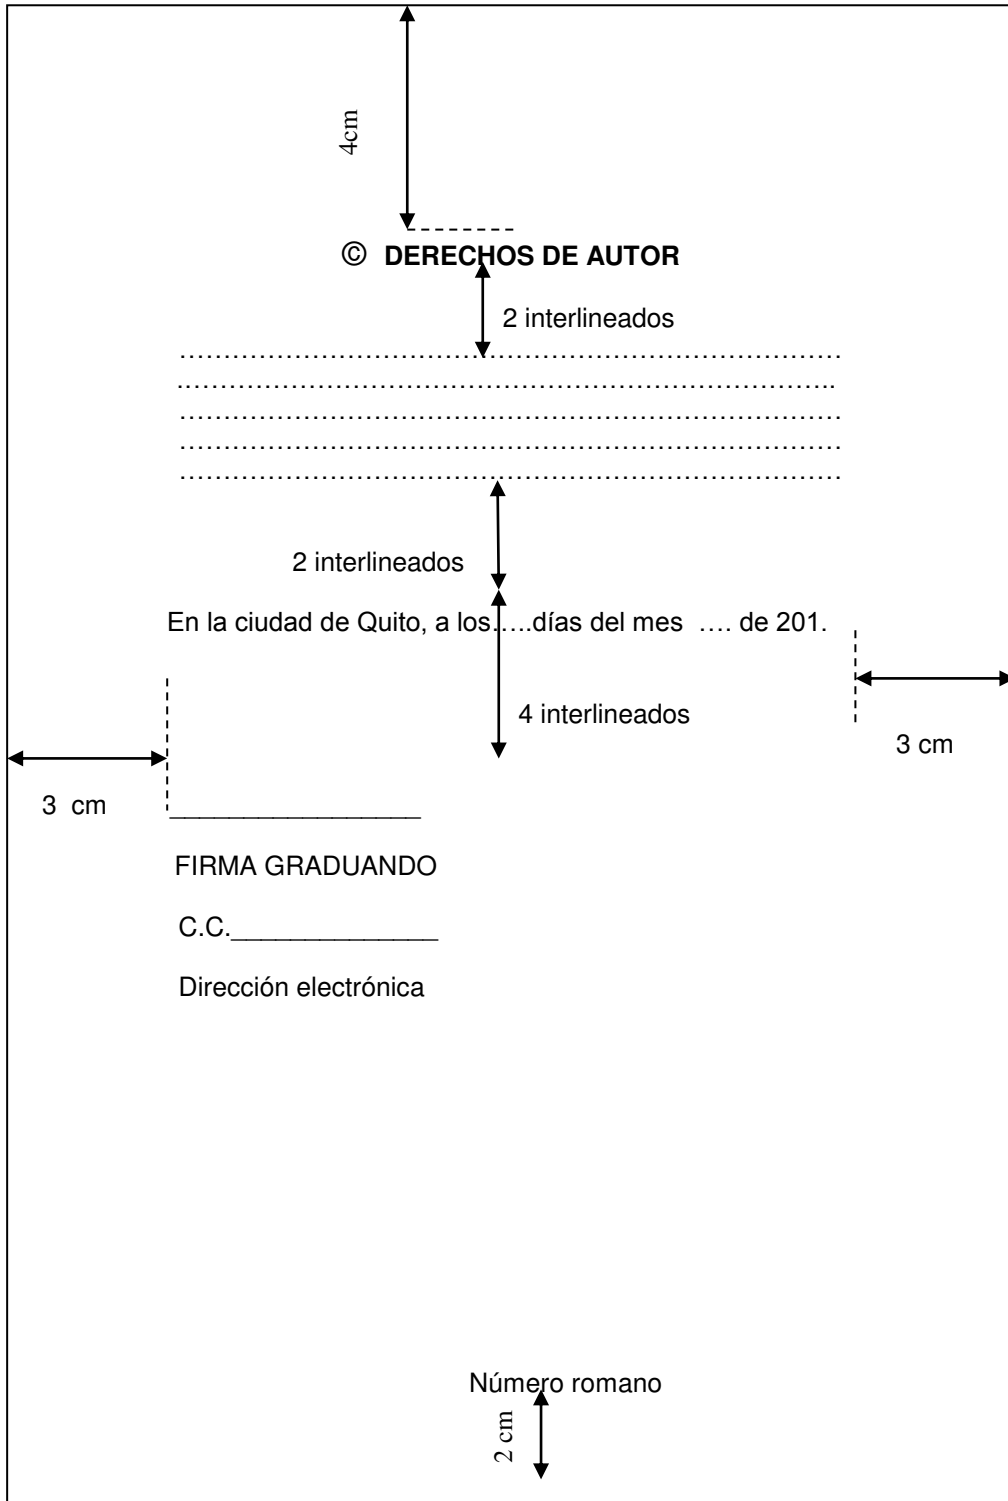 4cm
© DERECHOS DE AUTOR
2 interlineados
……………………………………………………………………
……………………………………………………………………..
……………………………………………………………………
……………………………………………………………………
……………………………………………………………………
2 interlineados
En la ciudad de Quito, a los…..días del mes …. de 201.
4 interlineados
3 cm
3 cm
_________________
FIRMA GRADUANDO
C.C.______________
Dirección electrónica
Número romano
2 cm